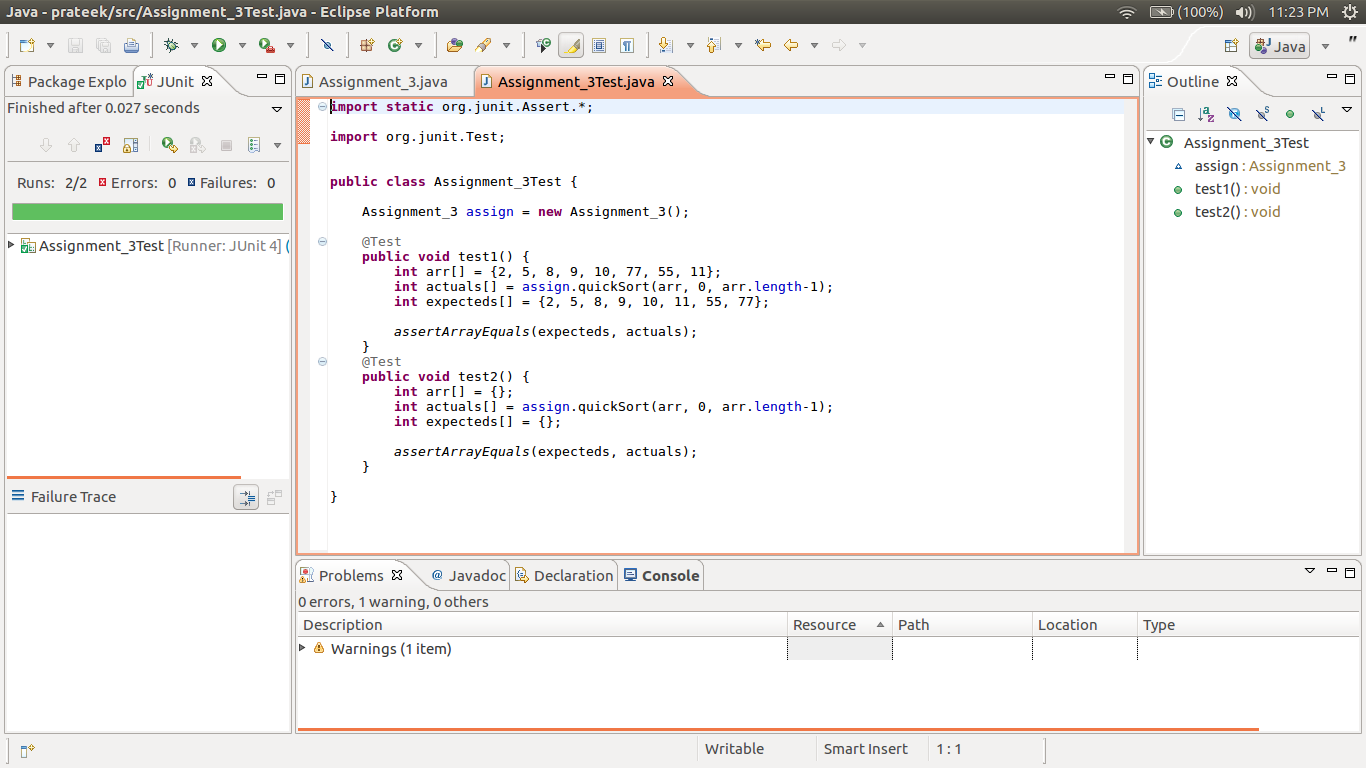 Java - prateek/src/Assignment_3Test.java - Eclipse Platform
(100%) 11:23 PM
Java
"
Package Explo JUnit
Finished after 0.027 seconds
Runs: 2/2 Errors: 0 Failures: 0
Assignment_3Test [Runner: JUnit 4] (
Failure Trace
Assignment_3.java Assignment_3Test.java
import static org.junit.Assert.*;
import org.junit.Test;
public class Assignment_3Test {
Assignment_3 assign = new Assignment_3();
@Test
public void test1() {
int arr[] = {2, 5, 8, 9, 10, 77, 55, 11};
int actuals[] = assign.quickSort(arr, 0, arr.length-1);
int expecteds[] = {2, 5, 8, 9, 10, 11, 55, 77};
assertArrayEquals(expecteds, actuals);
}
@Test
public void test2() {
int arr[] = {};
int actuals[] = assign.quickSort(arr, 0, arr.length-1);
int expecteds[] = {};
assertArrayEquals(expecteds, actuals);
}
}
Outline
Assignment_3Test
assign : Assignment_3
test1() : void
test2() : void
Problems @ Javadoc Declaration Console
0 errors, 1 warning, 0 others
Description Resource Path Location Type
Warnings (1 item)
Writable Smart Insert 1 : 1